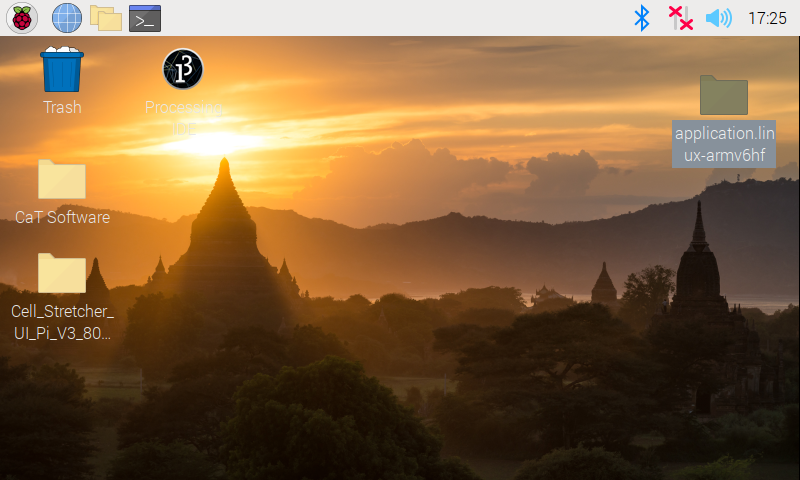 17:25
Trash
Processing
IDE
application.lin
ux-armv6hf
CaT Software
Cell_Stretcher_
UI_Pi_V3_80...